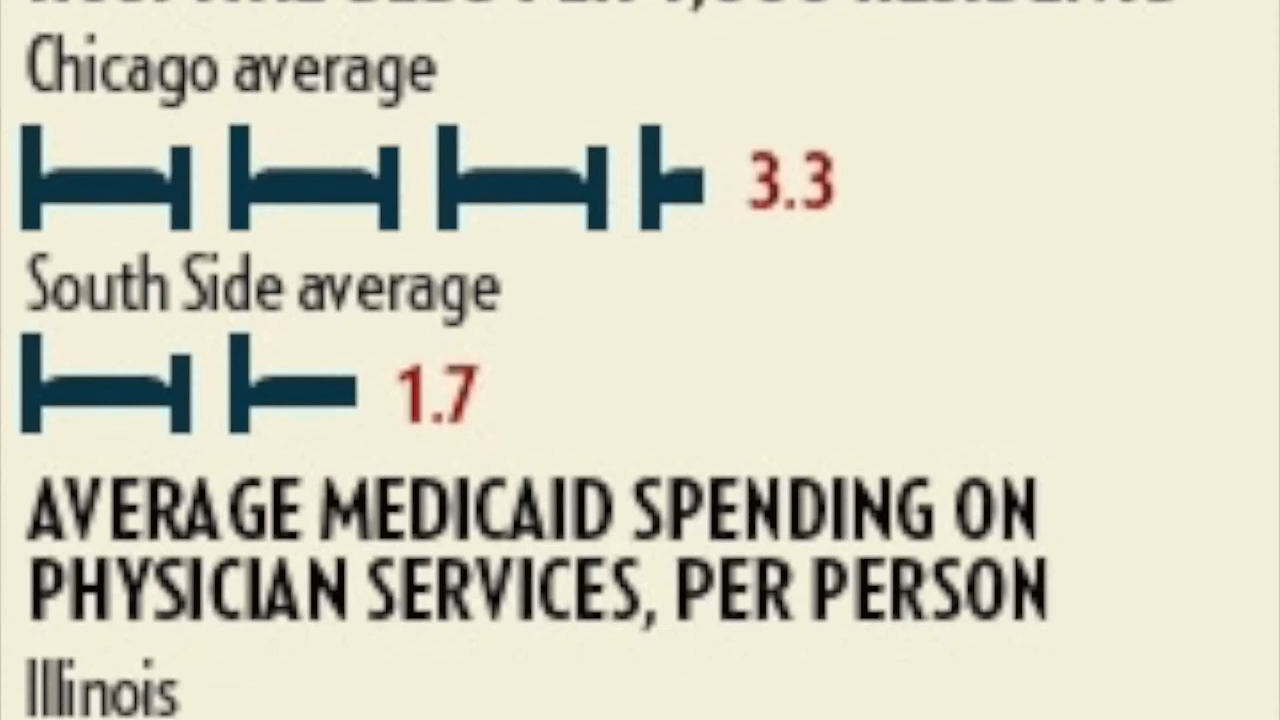 Chicago average
3.3
South Side average
1.7
AVERAGE MEDICAID SPENDING ON
PHYSICIAN SERVICES, PER PERSON
Illinois